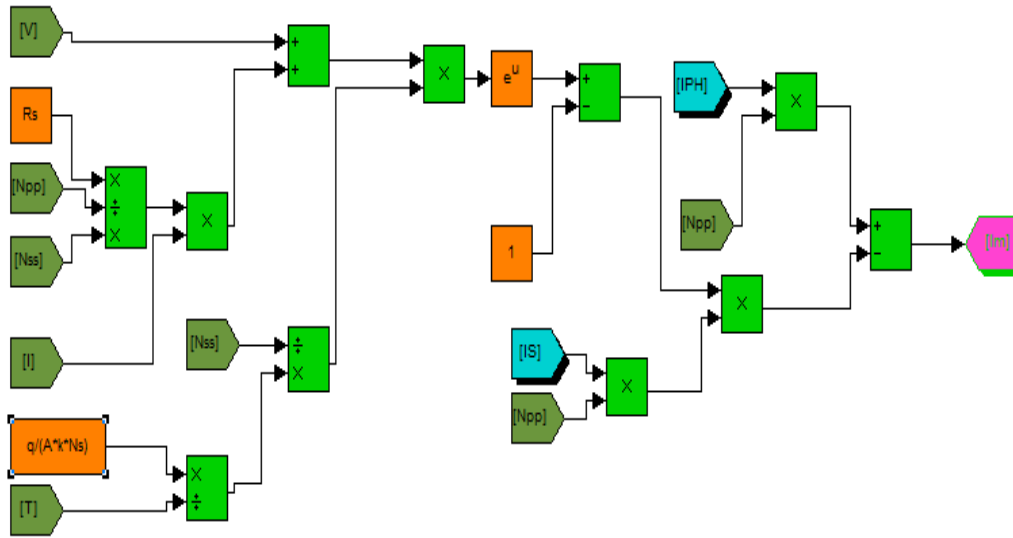 [V]
+
+
Rs
[Npp]
[Nss]
×
÷
×
×
[I]
[Nss]
÷
×
q/(A*k*Ns)
[T]
×
÷
×
e^u
+
−
1
[IPH]
[Npp]
×
[IS]
[Npp]
×
×
+
−
[Im]